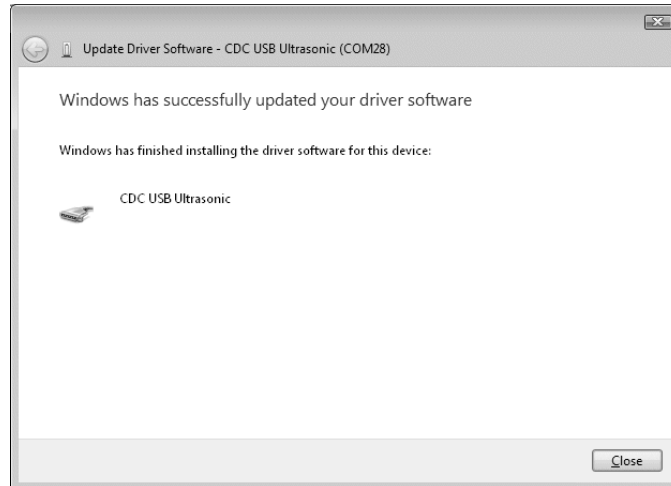 Update Driver Software - CDC USB Ultrasonic (COM28)
Windows has successfully updated your driver software
Windows has finished installing the driver software for this device:
CDC USB Ultrasonic
Close